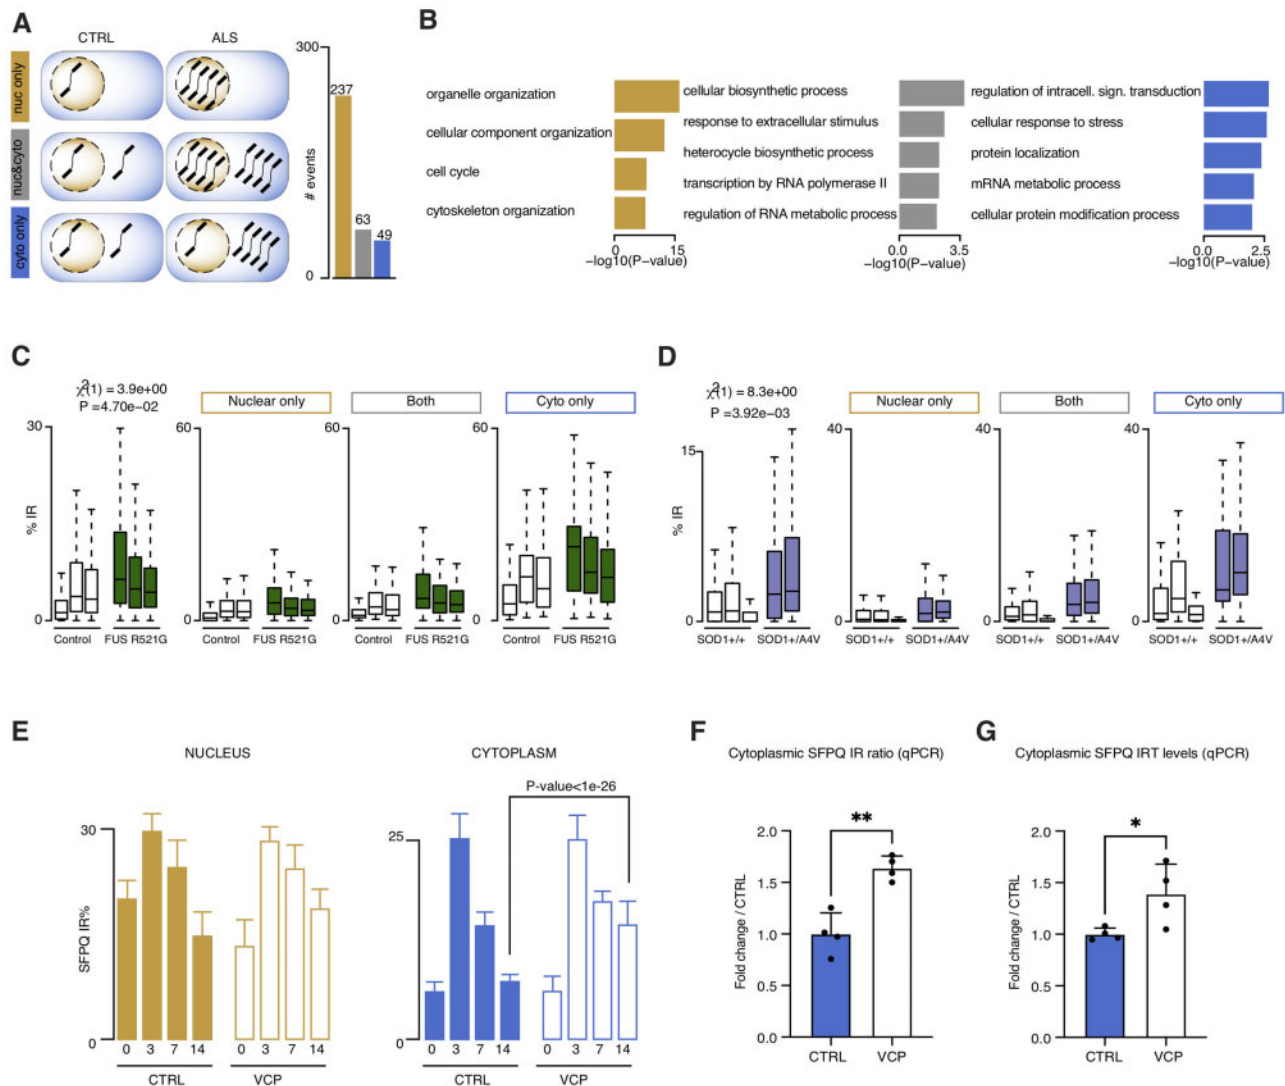 A
CTRL
ALS
nuc only
nuc&cyto
cyto only
# events
300
237
63
49
0
B
organelle organization
cellular component organization
cell cycle
cytoskeleton organization
0
15
−log10(P−value)
cellular biosynthetic process
response to extracellular stimulus
heterocycle biosynthetic process
transcription by RNA polymerase II
regulation of RNA metabolic process
0.0
3.5
−log10(P−value)
regulation of intracell. sign. transduction
cellular response to stress
protein localization
mRNA metabolic process
cellular protein modification process
0.0
2.5
−log10(P−value)
C
χ2(1) = 3.9e+00
P =4.70e−02
Nuclear only
Both
Cyto only
% IR
30
0
Control
FUS R521G
60
0
Control
FUS R521G
60
0
Control
FUS R521G
60
0
Control
FUS R521G
D
χ2(1) = 8.3e+00
P =3.92e−03
Nuclear only
Both
Cyto only
% IR
15
0
SOD1+/+
SOD1+/A4V
40
0
SOD1+/+
SOD1+/A4V
40
0
SOD1+/+
SOD1+/A4V
40
0
SOD1+/+
SOD1+/A4V
E
NUCLEUS
SFPQ IR%
30
0
0 3 7 14 0 3 7 14
CTRL VCP
CYTOPLASM
P-value<1e-26
25
0
0 3 7 14 0 3 7 14
CTRL VCP
F
Cytoplasmic SFPQ IR ratio (qPCR)
**
Fold change / CTRL
2.0
1.5
1.0
0.5
0.0
CTRL VCP
G
Cytoplasmic SFPQ IRT levels (qPCR)
*
Fold change / CTRL
2.0
1.5
1.0
0.5
0.0
CTRL VCP